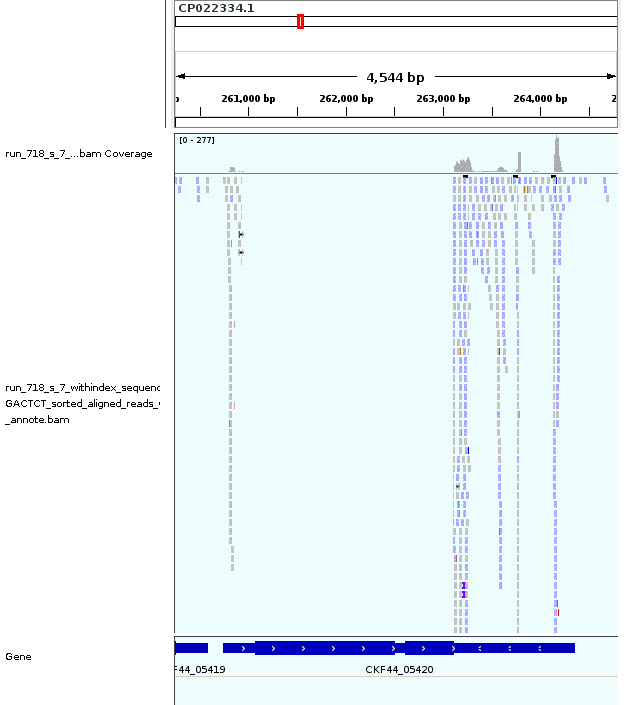 CP022334.1
4,544 bp
261,000 bp 262,000 bp 263,000 bp 264,000 bp 2
[0 - 277]
run_718_s_7_...bam Coverage
run_718_s_7_withindex_sequenc
GACTCT_sorted_aligned_reads_
_annote.bam
Gene
F44_05419 CKF44_05420